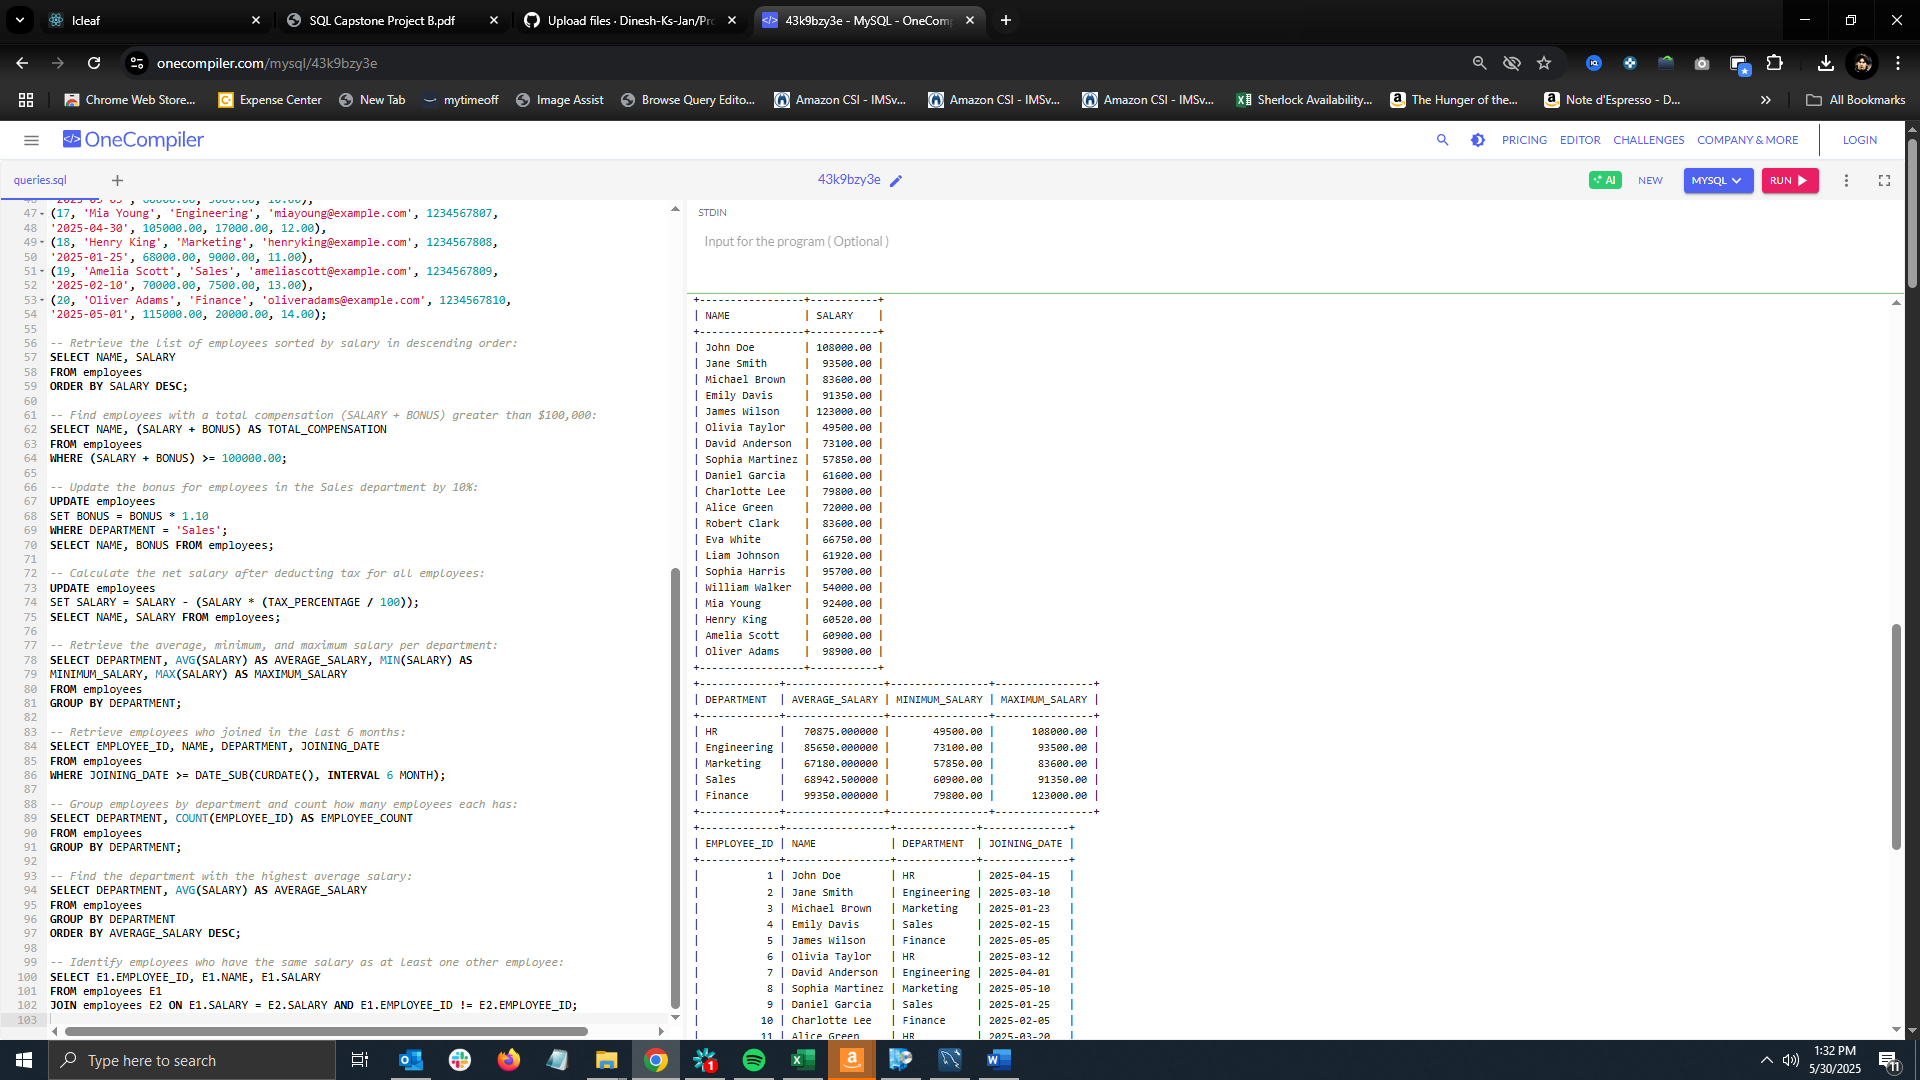 Icleaf
SQL Capstone Project B.pdf
Upload files · Dinesh-Ks-Jan/Pro
43k9bzy3e - MySQL - OneComp
onecompiler.com/mysql/43k9bzy3e
Chrome Web Store...
Expense Center
New Tab
mytimeoff
Image Assist
Browse Query Edito...
Amazon CSI - IMSv...
Amazon CSI - IMSv...
Amazon CSI - IMSv...
Sherlock Availability...
The Hunger of the...
Note d'Espresso - D...
All Bookmarks
OneCompiler
PRICING
EDITOR
CHALLENGES
COMPANY & MORE
LOGIN
queries.sql
43k9bzy3e
AI
NEW
MYSQL
RUN
47 (17, 'Mia Young', 'Engineering', 'miayoung@example.com', 1234567807,
48 '2025-04-30', 105000.00, 17000.00, 12.00),
49 (18, 'Henry King', 'Marketing', 'henryking@example.com', 1234567808,
50 '2025-01-25', 68000.00, 9000.00, 11.00),
51 (19, 'Amelia Scott', 'Sales', 'ameliascott@example.com', 1234567809,
52 '2025-02-10', 70000.00, 7500.00, 13.00),
53 (20, 'Oliver Adams', 'Finance', 'oliveradams@example.com', 1234567810,
54 '2025-05-01', 115000.00, 20000.00, 14.00);
55
56 -- Retrieve the list of employees sorted by salary in descending order:
57 SELECT NAME, SALARY
58 FROM employees
59 ORDER BY SALARY DESC;
60
61 -- Find employees with a total compensation (SALARY + BONUS) greater than $100,000:
62 SELECT NAME, (SALARY + BONUS) AS TOTAL_COMPENSATION
63 FROM employees
64 WHERE (SALARY + BONUS) >= 100000.00;
65
66 -- Update the bonus for employees in the Sales department by 10%:
67 UPDATE employees
68 SET BONUS = BONUS * 1.10
69 WHERE DEPARTMENT = 'Sales';
70 SELECT NAME, BONUS FROM employees;
71
72 -- Calculate the net salary after deducting tax for all employees:
73 UPDATE employees
74 SET SALARY = SALARY - (SALARY * (TAX_PERCENTAGE / 100));
75 SELECT NAME, SALARY FROM employees;
76
77 -- Retrieve the average, minimum, and maximum salary per department:
78 SELECT DEPARTMENT, AVG(SALARY) AS AVERAGE_SALARY, MIN(SALARY) AS
79 MINIMUM_SALARY, MAX(SALARY) AS MAXIMUM_SALARY
80 FROM employees
81 GROUP BY DEPARTMENT;
82
83 -- Retrieve employees who joined in the last 6 months:
84 SELECT EMPLOYEE_ID, NAME, DEPARTMENT, JOINING_DATE
85 FROM employees
86 WHERE JOINING_DATE >= DATE_SUB(CURDATE(), INTERVAL 6 MONTH);
87
88 -- Group employees by department and count how many employees each has:
89 SELECT DEPARTMENT, COUNT(EMPLOYEE_ID) AS EMPLOYEE_COUNT
90 FROM employees
91 GROUP BY DEPARTMENT;
92
93 -- Find the department with the highest average salary:
94 SELECT DEPARTMENT, AVG(SALARY) AS AVERAGE_SALARY
95 FROM employees
96 GROUP BY DEPARTMENT
97 ORDER BY AVERAGE_SALARY DESC;
98
99 -- Identify employees who have the same salary as at least one other employee:
100 SELECT E1.EMPLOYEE_ID, E1.NAME, E1.SALARY
101 FROM employees E1
102 JOIN employees E2 ON E1.SALARY = E2.SALARY AND E1.EMPLOYEE_ID != E2.EMPLOYEE_ID;
103
STDIN
Input for the program ( Optional )
| NAME | SALARY |
| John Doe | 108000.00 |
| Jane Smith | 93500.00 |
| Michael Brown | 83600.00 |
| Emily Davis | 91350.00 |
| James Wilson | 123000.00 |
| Olivia Taylor | 49500.00 |
| David Anderson | 73100.00 |
| Sophia Martinez | 57850.00 |
| Daniel Garcia | 61600.00 |
| Charlotte Lee | 79800.00 |
| Alice Green | 72000.00 |
| Robert Clark | 83600.00 |
| Eva White | 66750.00 |
| Liam Johnson | 61920.00 |
| Sophia Harris | 95700.00 |
| William Walker | 54000.00 |
| Mia Young | 92400.00 |
| Henry King | 60520.00 |
| Amelia Scott | 60900.00 |
| Oliver Adams | 98900.00 |
| DEPARTMENT | AVERAGE_SALARY | MINIMUM_SALARY | MAXIMUM_SALARY |
| HR | 70875.000000 | 49500.00 | 108000.00 |
| Engineering | 85650.000000 | 73100.00 | 93500.00 |
| Marketing | 67180.000000 | 57850.00 | 83600.00 |
| Sales | 68942.500000 | 60900.00 | 91350.00 |
| Finance | 99350.000000 | 79800.00 | 123000.00 |
| EMPLOYEE_ID | NAME | DEPARTMENT | JOINING_DATE |
| 1 | John Doe | HR | 2025-04-15 |
| 2 | Jane Smith | Engineering | 2025-03-10 |
| 3 | Michael Brown | Marketing | 2025-01-23 |
| 4 | Emily Davis | Sales | 2025-02-15 |
| 5 | James Wilson | Finance | 2025-05-05 |
| 6 | Olivia Taylor | HR | 2025-03-12 |
| 7 | David Anderson | Engineering | 2025-04-01 |
| 8 | Sophia Martinez | Marketing | 2025-05-10 |
| 9 | Daniel Garcia | Sales | 2025-01-25 |
| 10 | Charlotte Lee | Finance | 2025-02-05 |
| 11 | Alice Green | HR | 2025-03-20 |
Type here to search
1:32 PM
5/30/2025